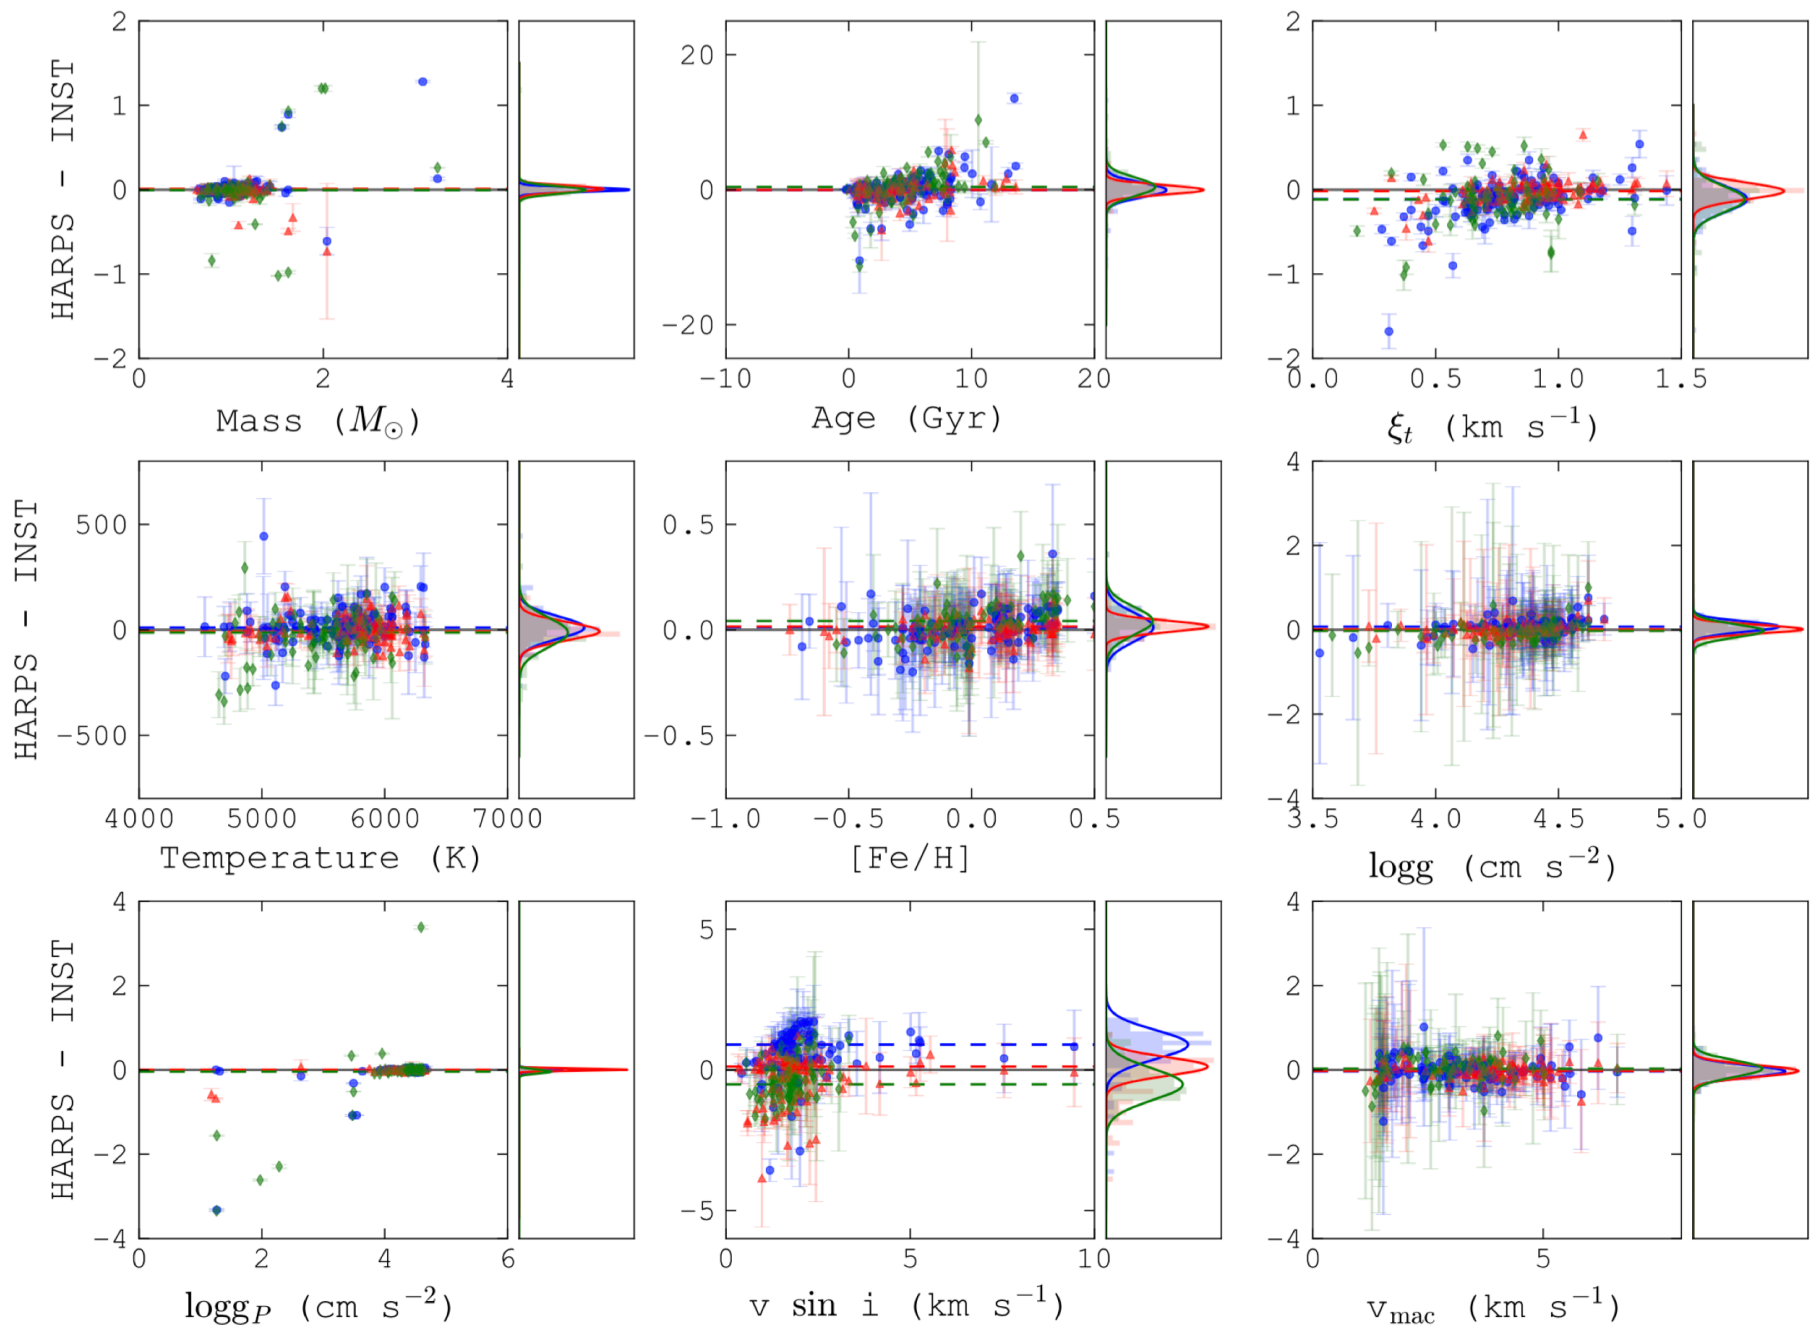 HARPS - INST
2
1
0
−1
−2
0 2 4
Mass (M⊙)
20
0
−20
−10 0 10 20
Age (Gyr)
2
1
0
−1
−2
0.0 0.5 1.0 1.5
ξt (km s−1)
HARPS - INST
500
0
−500
4000 5000 6000 7000
Temperature (K)
0.5
0.0
−0.5
−1.0 −0.5 0.0 0.5
[Fe/H]
4
2
0
−2
−4
3.5 4.0 4.5 5.0
logg (cm s−2)
HARPS - INST
4
2
0
−2
−4
0 2 4 6
loggP (cm s−2)
5
0
−5
0 5 10
v sin i (km s−1)
4
2
0
−2
−4
0 5
vmac (km s−1)